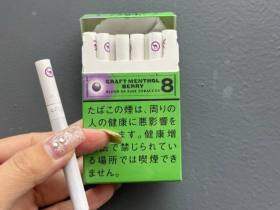 CRAFT MENTHOL
BERRY
8
たばこの煙は、周りの
人の健康に悪影響を
ます。健康増
で禁じられてい
る場所では喫煙でき
ません。